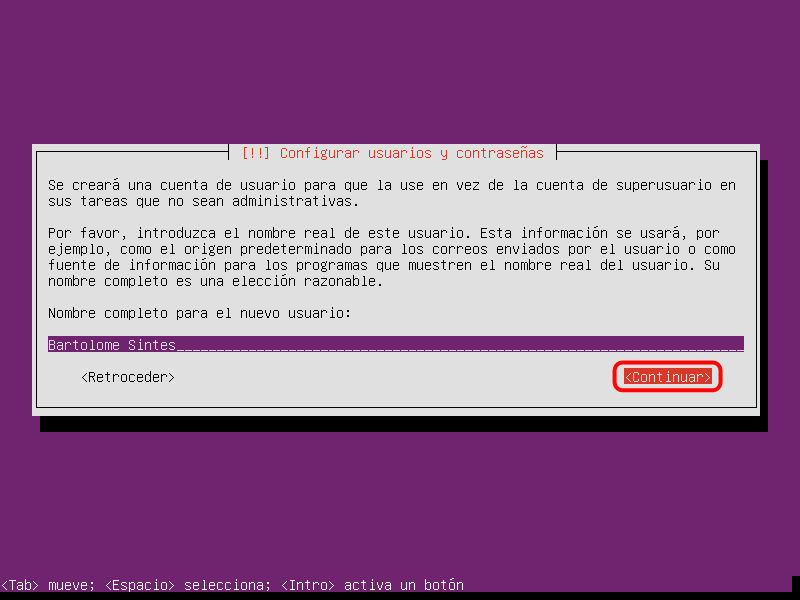 [!!] Configurar usuarios y contraseñas
Se creará una cuenta de usuario para que la use en vez de la cuenta de superusuario en
sus tareas que no sean administrativas.
Por favor, introduzca el nombre real de este usuario. Esta información se usará, por
ejemplo, como el origen predeterminado para los correos enviados por el usuario o como
fuente de información para los programas que muestren el nombre real del usuario. Su
nombre completo es una elección razonable.
Nombre completo para el nuevo usuario:
Bartolome Sintes
<Retroceder> <Continuar>
<Tab> mueve; <Espacio> selecciona; <Intro> activa un botón